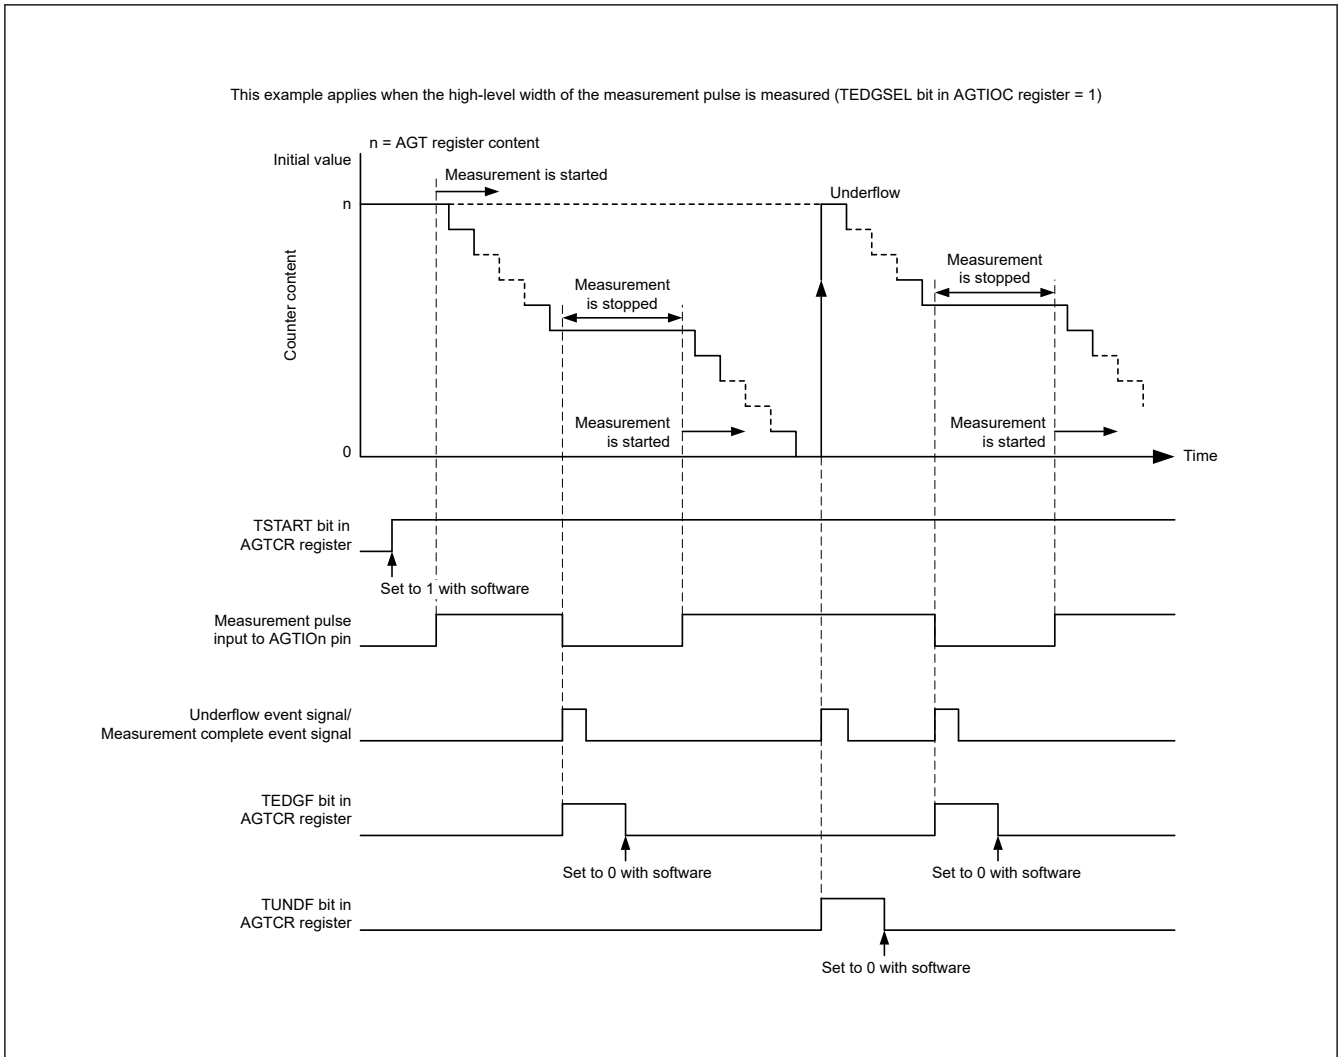 This example applies when the high-level width of the measurement pulse is measured (TEDGSEL bit in AGTIOC register = 1)
n = AGT register content
Initial value
Measurement is started
n
Underflow
Counter content
Measurement
is stopped
Measurement
is stopped
Measurement
is started
Measurement
is started
0
Time
TSTART bit in
AGTCR register
Set to 1 with software
Measurement pulse
input to AGTIOn pin
Underflow event signal/
Measurement complete event signal
TEDGF bit in
AGTCR register
Set to 0 with software
Set to 0 with software
TUNDF bit in
AGTCR register
Set to 0 with software